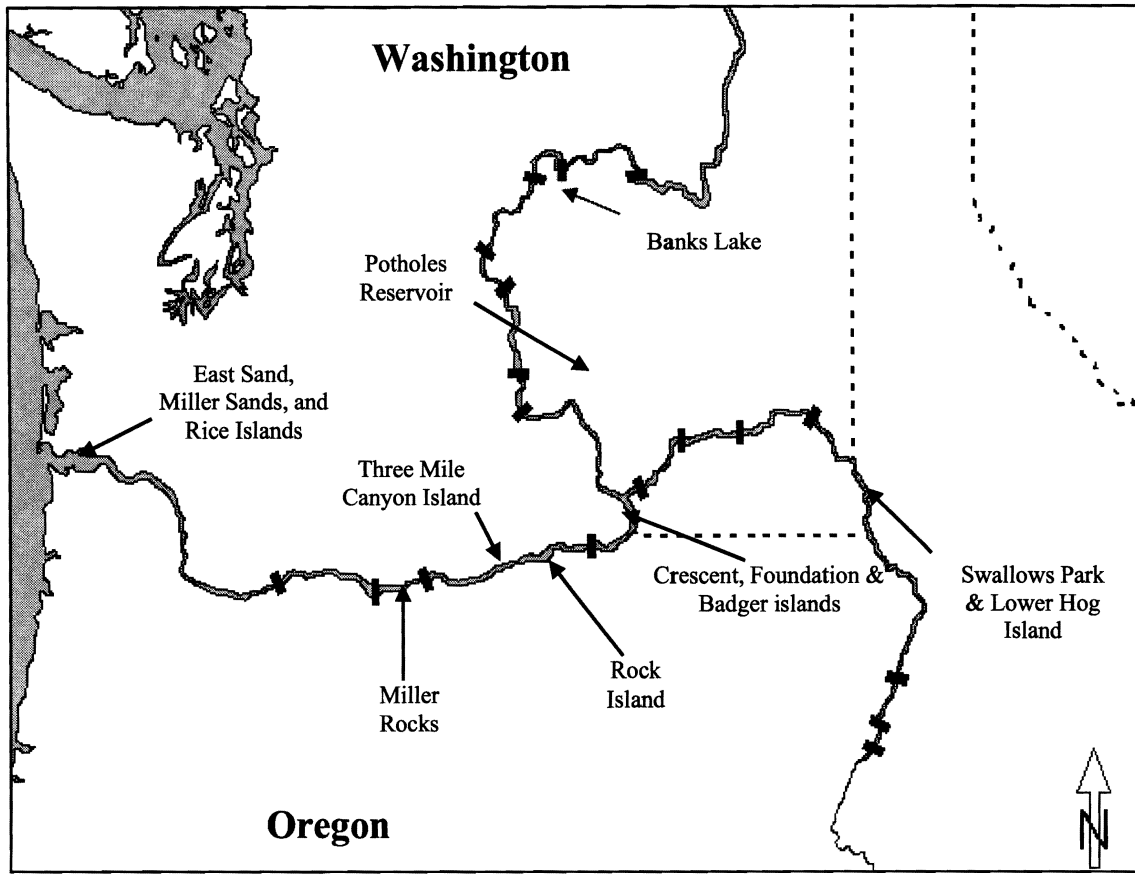 Washington
Banks Lake
Potholes
Reservoir
East Sand,
Miller Sands, and
Rice Islands
Three Mile
Canyon Island
Crescent, Foundation &
Badger islands
Swallows Park
& Lower Hog
Island
Rock
Island
Miller
Rocks
Oregon
N